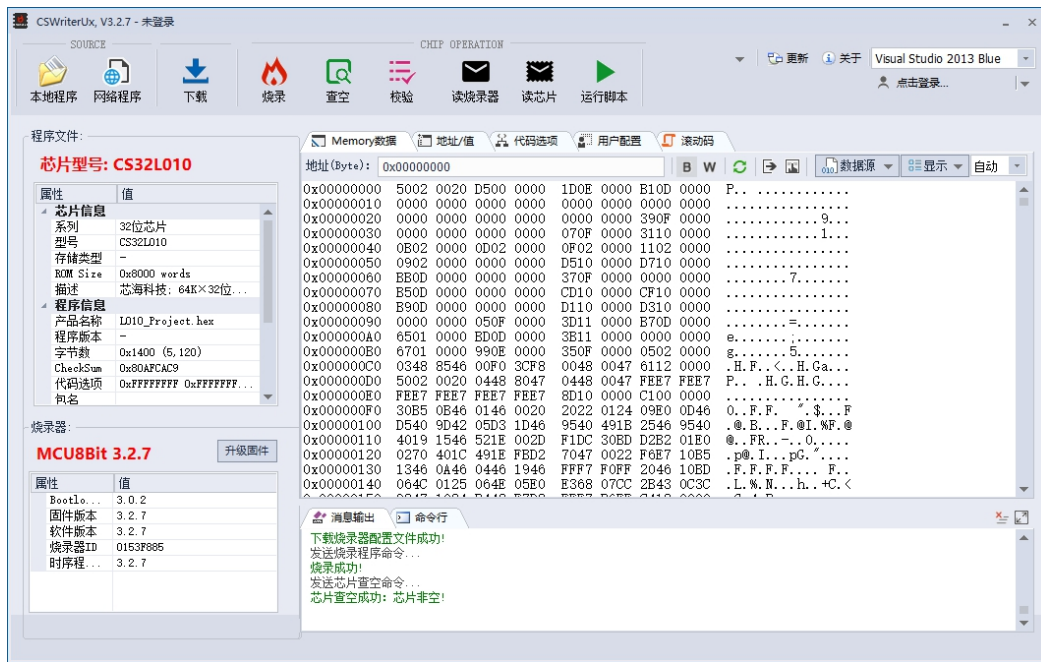 CSWriterUx, V3.2.7 - 未登录
SOURCE
CHIP OPERATION
本地程序 网络程序 下载 烧录 查空 校验 读烧录器 读芯片 运行脚本
更新 关于 Visual Studio 2013 Blue
点击登录...
程序文件:
芯片型号: CS32L010
属性 值
芯片信息
系列 32位芯片
型号 CS32L010
存储类型 -
ROM Size 0x8000 words
描述 芯海科技; 64K×32位...
程序信息
产品名称 L010_Project.hex
程序版本 -
字节数 0x1400 (5,120)
CheckSum 0x80AFCAC9
代码选项 0xFFFFFFFF 0xFFFFFFF...
包名
烧录器:
MCU8Bit 3.2.7 升级固件
属性 值
Bootlo... 3.0.2
固件版本 3.2.7
软件版本 3.2.7
烧录器ID 0153F885
时序程... 3.2.7
Memory数据 地址/值 代码选项 用户配置 滚动码
地址(Byte): 0x00000000 B W 数据源 显示 自动
0x00000000 5002 0020 D500 0000 1D0E 0000 B10D 0000 P.. ............
0x00000010 0000 0000 0000 0000 0000 0000 0000 0000 ................
0x00000020 0000 0000 0000 0000 0000 0000 390F 0000 ............9...
0x00000030 0000 0000 0000 0000 070F 0000 3110 0000 ............1...
0x00000040 0B02 0000 0D02 0000 0F02 0000 1102 0000 ................
0x00000050 0902 0000 0000 0000 D510 0000 D710 0000 ................
0x00000060 BB0D 0000 0000 0000 370F 0000 0000 0000 ........7.......
0x00000070 B50D 0000 0000 0000 CD10 0000 CF10 0000 ................
0x00000080 B90D 0000 0000 0000 D110 0000 D310 0000 ................
0x00000090 0000 0000 050F 0000 3D11 0000 B70D 0000 ........=.......
0x000000A0 6501 0000 BD0D 0000 3B11 0000 0000 0000 e.......;.......
0x000000B0 6701 0000 990E 0000 350F 0000 0502 0000 g.......5.......
0x000000C0 0348 8546 00F0 3CF8 0048 0047 6112 0000 .H.F..<..H.Ga...
0x000000D0 5002 0020 0448 8047 0448 0047 FEE7 FEE7 P.. .H.G.H.G....
0x000000E0 FEE7 FEE7 FEE7 FEE7 8D10 0000 C100 0000 ................
0x000000F0 30B5 0B46 0146 0020 2022 0124 09E0 0D46 0..F.F. ".$...F
0x00000100 D540 9D42 05D3 1D46 9540 491B 2546 9540 .@.B...F.@I.%F.@
0x00000110 4019 1546 521E 002D F1DC 30BD D2B2 01E0 @..FR..-..0.....
0x00000120 0270 401C 491E FBD2 7047 0022 F6E7 10B5 .p@.I...pG."....
0x00000130 1346 0A46 0446 1946 FFF7 F0FF 2046 10BD .F.F.F.F.... F..
0x00000140 064C 0125 064E 05E0 E368 07CC 2B43 0C3C .L.%.N...h..+C.<
消息输出 命令行
下载烧录器配置文件成功!
发送烧录程序命令...
烧录成功!
发送芯片查空命令...
芯片查空成功: 芯片非空!